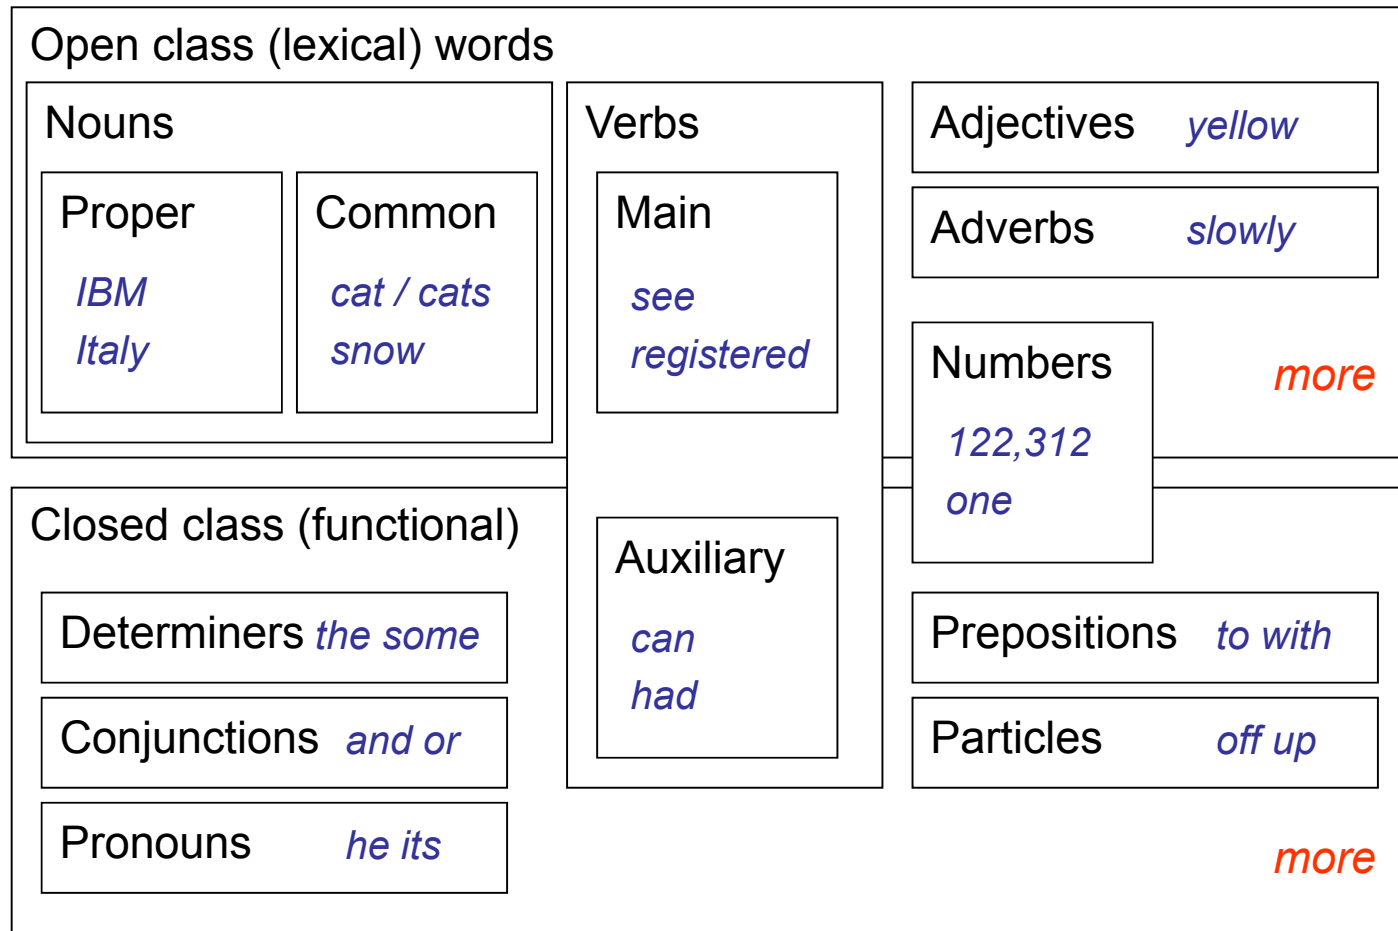 Open class (lexical) words
Nouns
Proper
IBM
Italy
Common
cat / cats
snow
Verbs
Main
see
registered
Adjectives yellow
Adverbs slowly
Numbers
122,312
one
more
Closed class (functional)
Determiners the some
Conjunctions and or
Pronouns he its
Auxiliary
can
had
Prepositions to with
Particles off up
more